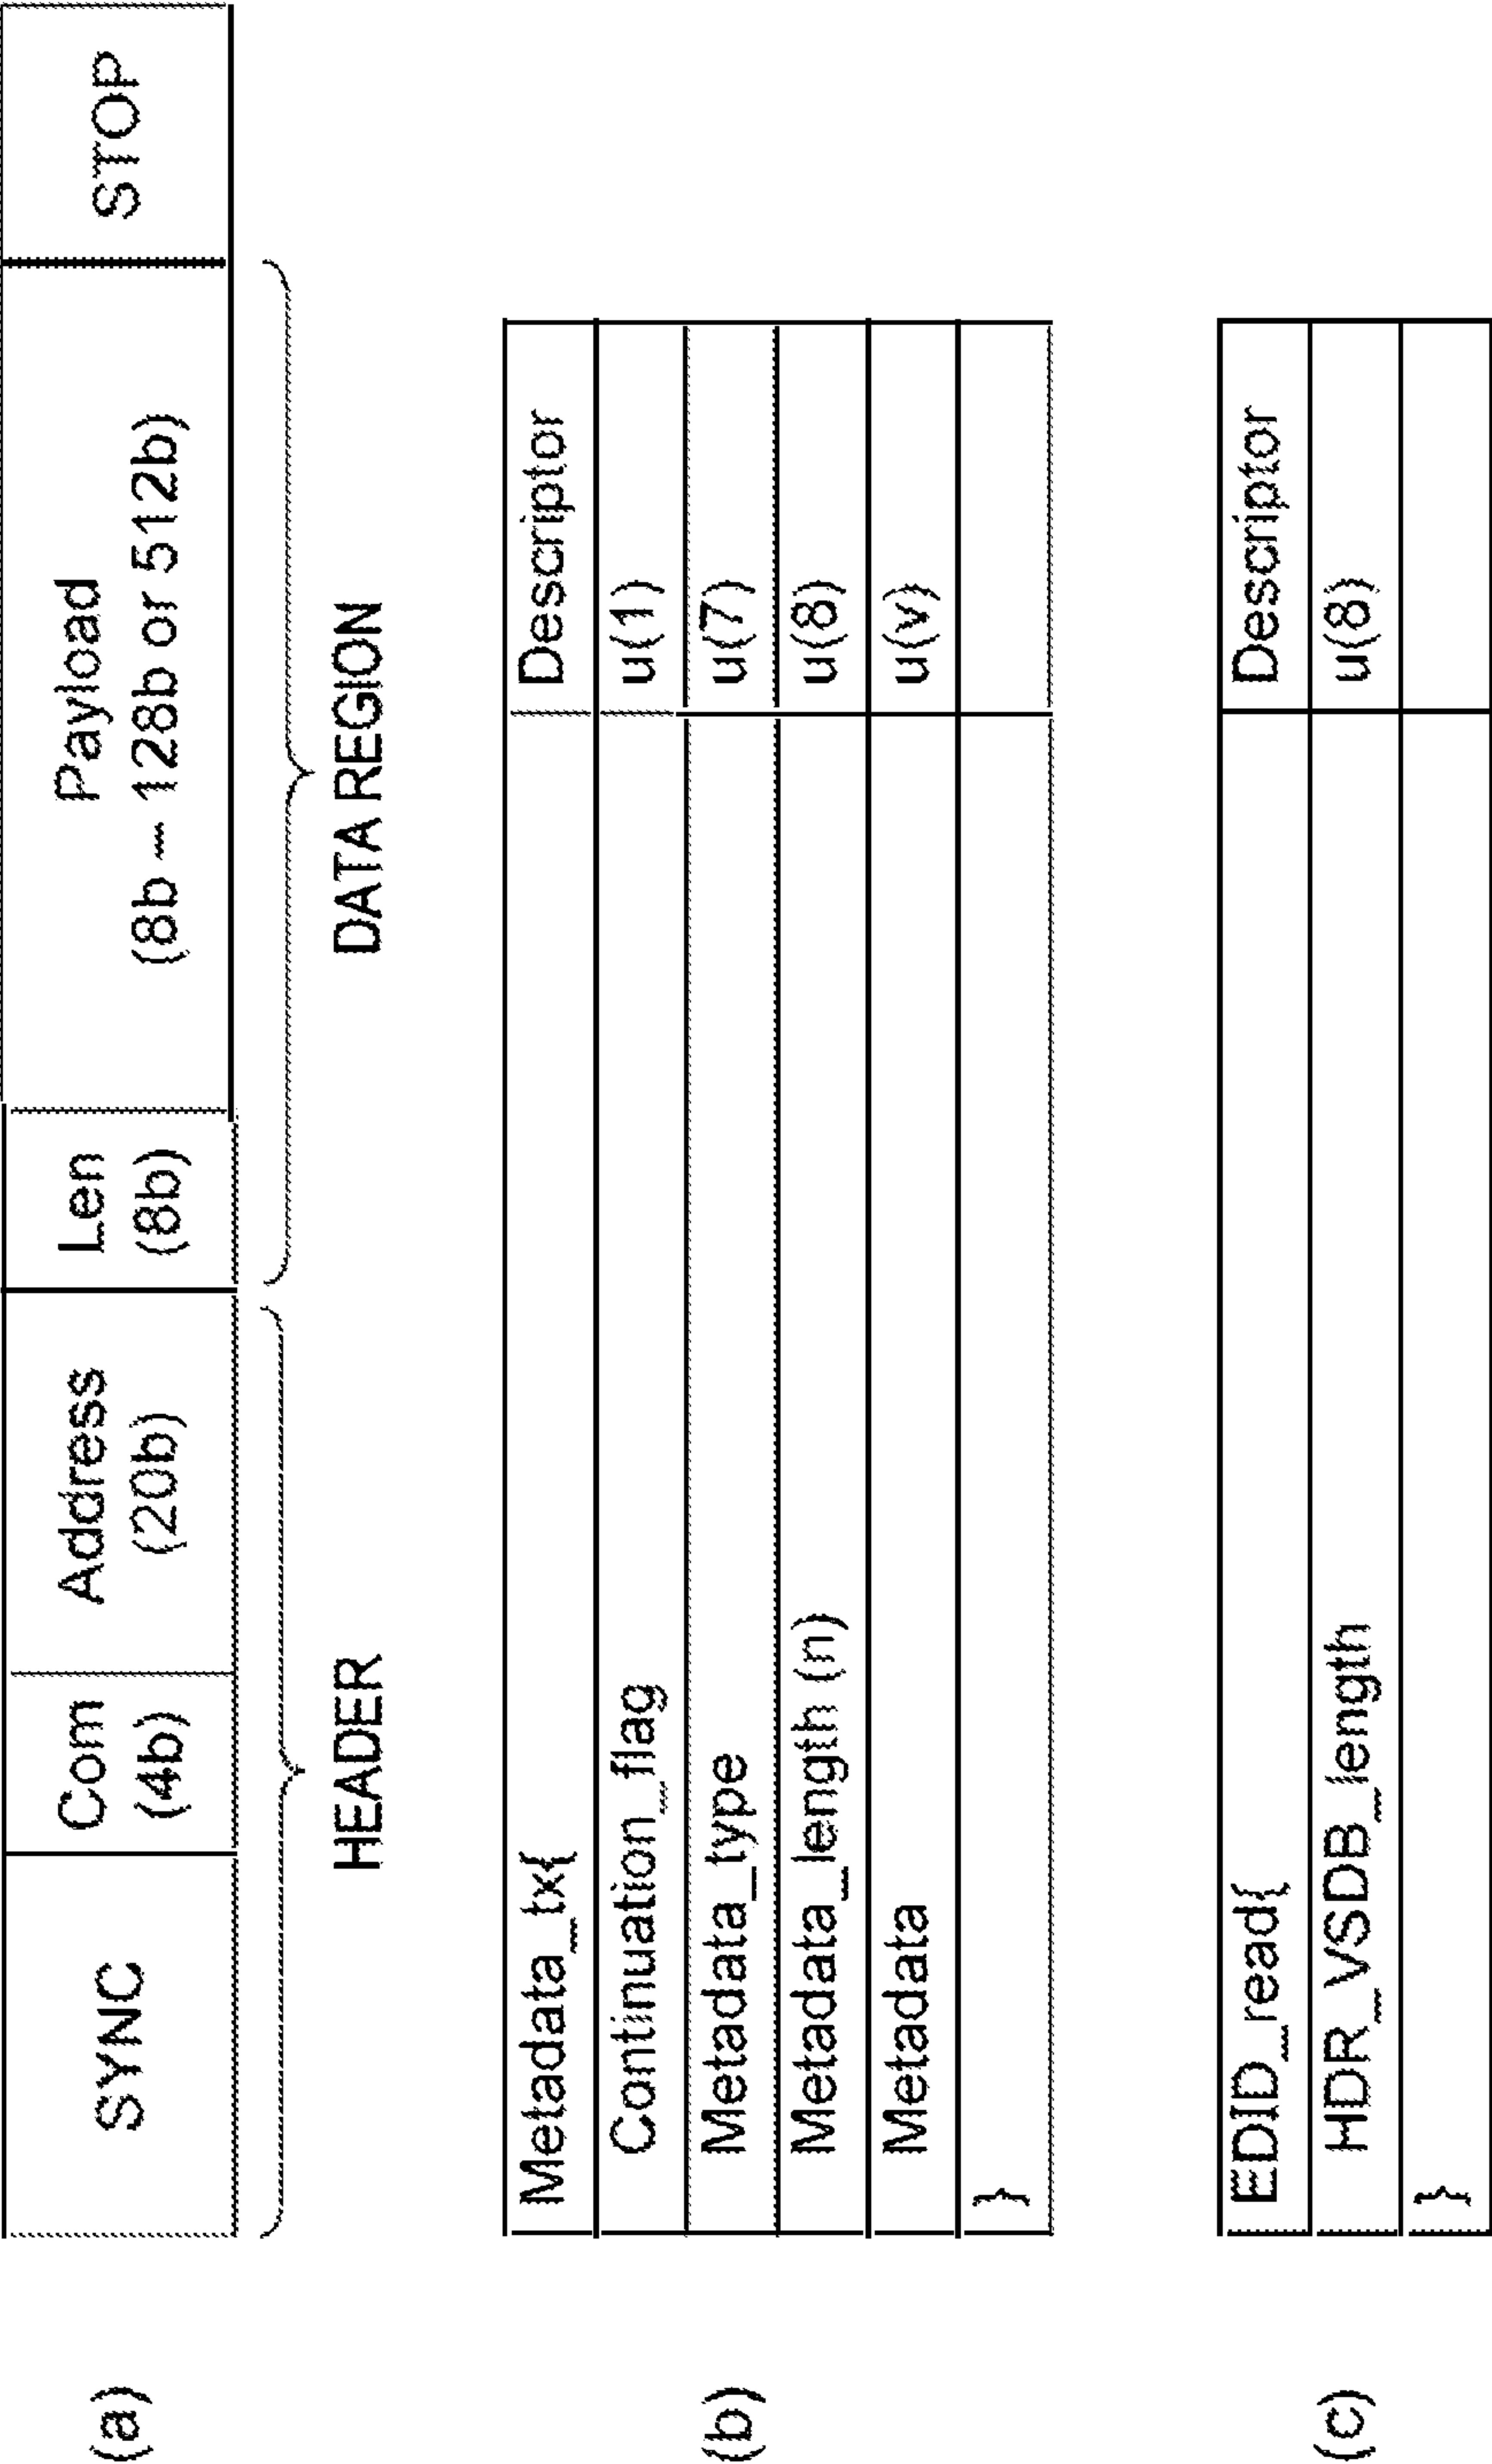 (a)
SYNC
Com
(4b)
Address
(20b)
Len
(8b)
Payload
(8b – 128b or 512b)
STOP
HEADER
DATA REGION
(b)
Metadata_tx{
Descriptor
Continuation_flag
u(1)
Metadata_type
u(7)
Metadata_length (n)
u(8)
Metadata
u(v)
}
(c)
EDID_read{
Descriptor
HDR_VSDB_length
u(8)
}